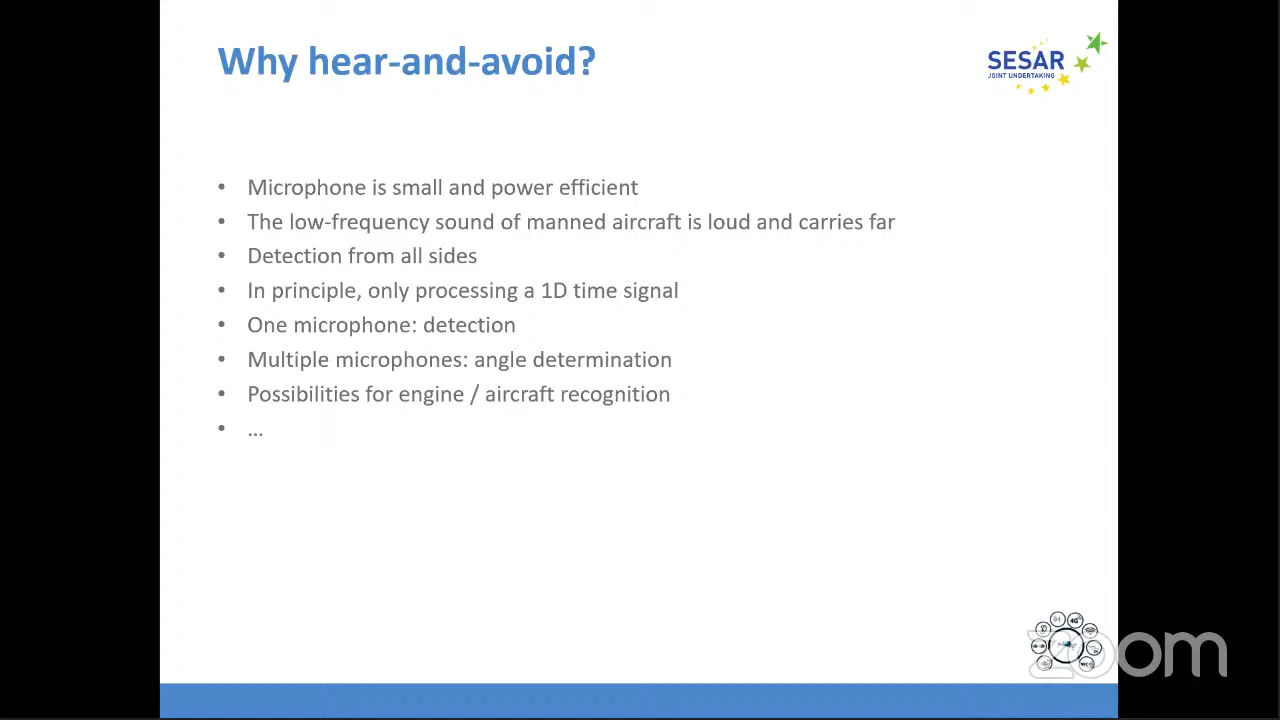 Why hear-and-avoid?
SESAR
JOINT UNDERTAKING
• Microphone is small and power efficient
• The low-frequency sound of manned aircraft is loud and carries far
• Detection from all sides
• In principle, only processing a 1D time signal
• One microphone: detection
• Multiple microphones: angle determination
• Possibilities for engine / aircraft recognition
• ...
4G
zoom